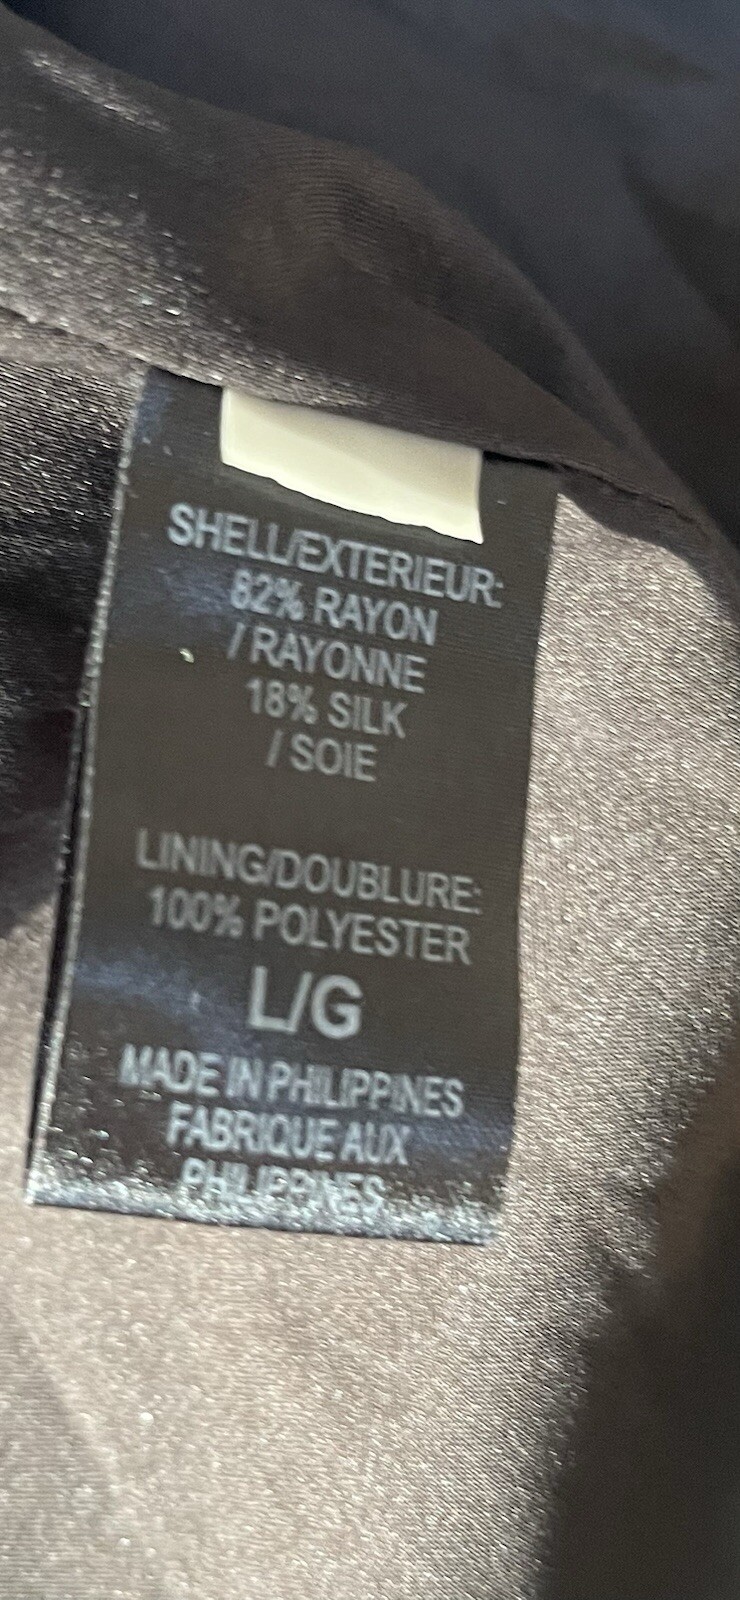 SHELL/EXTERIEUR:
82% RAYON
/ RAYONNE
18% SILK
/ SOIE
LINING/DOUBLURE:
100% POLYESTER
L/G
MADE IN PHILIPPINES
FABRIQUE AUX
PHILIPPINES